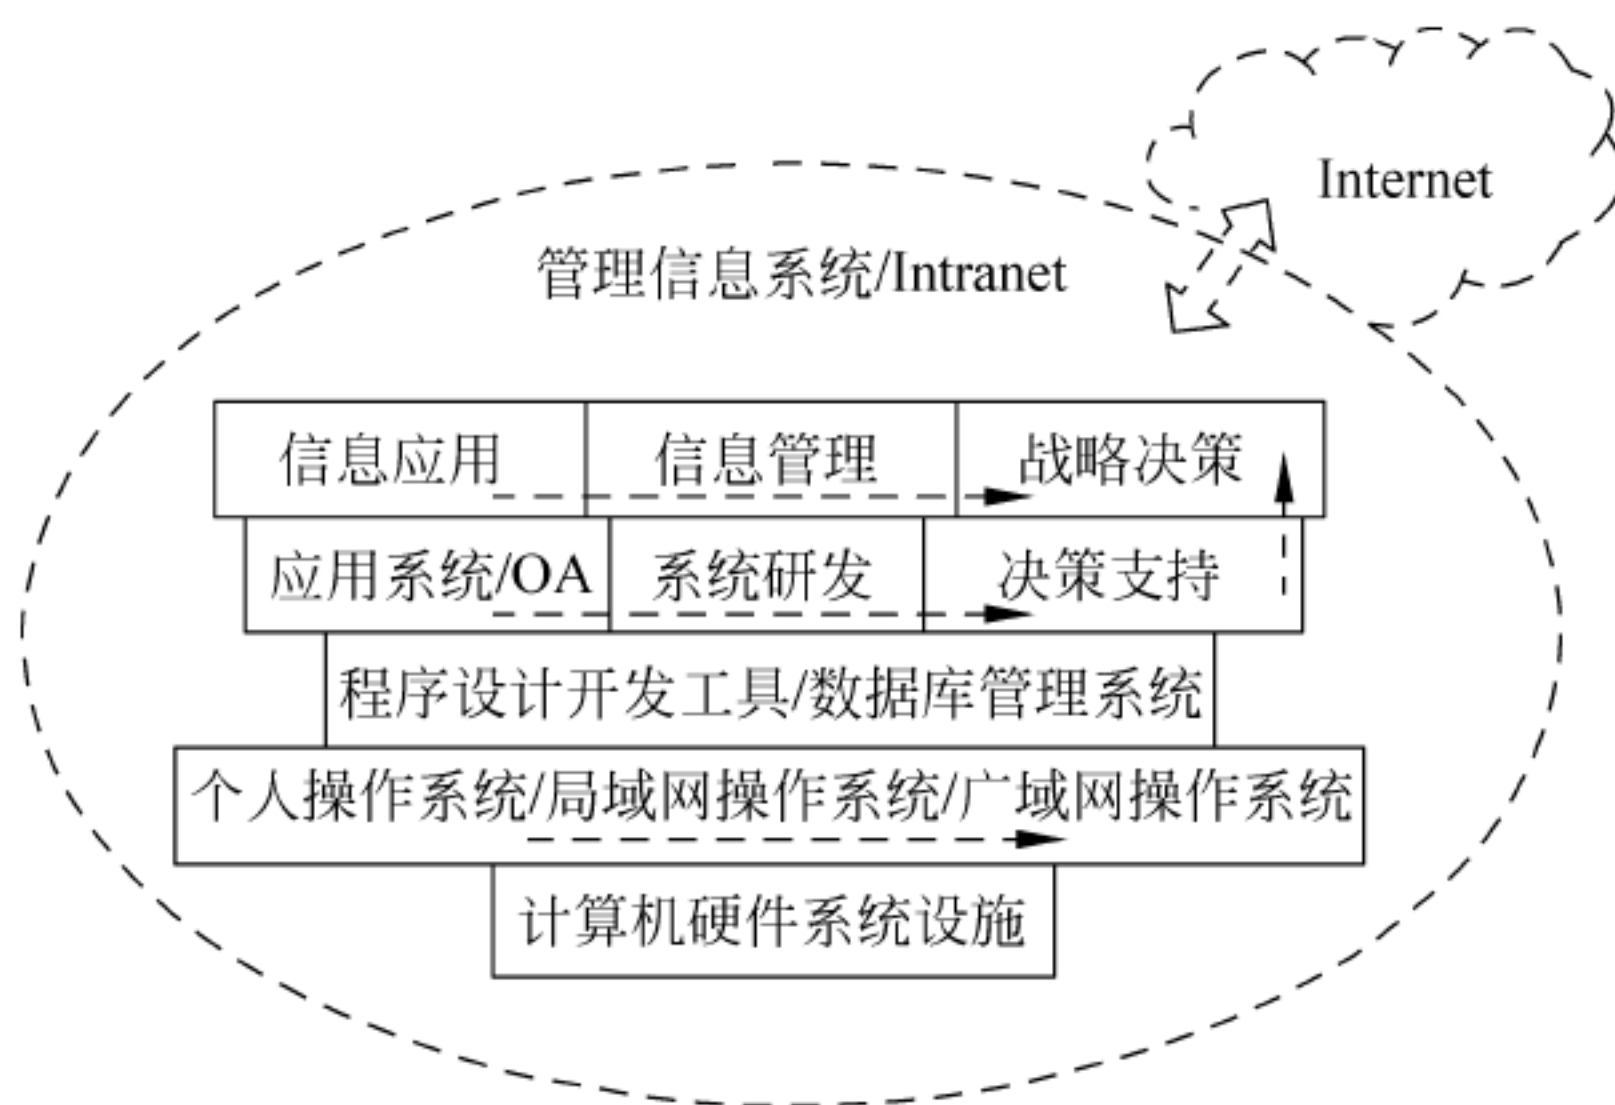 Internet
管理信息系统/Intranet
信息应用 信息管理 战略决策
应用系统/OA 系统研发 决策支持
程序设计开发工具/数据库管理系统
个人操作系统/局域网操作系统/广域网操作系统
计算机硬件系统设施